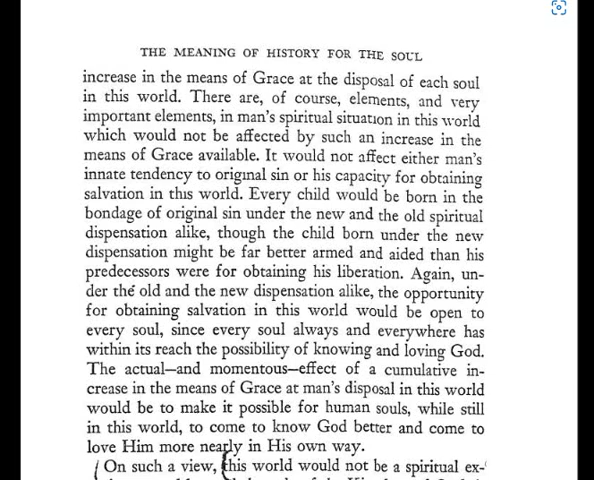 THE MEANING OF HISTORY FOR THE SOUL
increase in the means of Grace at the disposal of each soul
in this world. There are, of course, elements, and very
important elements, in man's spiritual situation in this world
which would not be affected by such an increase in the
means of Grace available. It would not affect either man's
innate tendency to original sin or his capacity for obtaining
salvation in this world. Every child would be born in the
bondage of original sin under the new and the old spiritual
dispensation alike, though the child born under the new
dispensation might be far better armed and aided than his
predecessors were for obtaining his liberation. Again, un-
der the old and the new dispensation alike, the opportunity
for obtaining salvation in this world would be open to
every soul, since every soul always and everywhere has
within its reach the possibility of knowing and loving God.
The actual—and momentous—effect of a cumulative in-
crease in the means of Grace at man's disposal in this world
would be to make it possible for human souls, while still
in this world, to come to know God better and come to
love Him more nearly in His own way.
On such a view, this world would not be a spiritual ex-